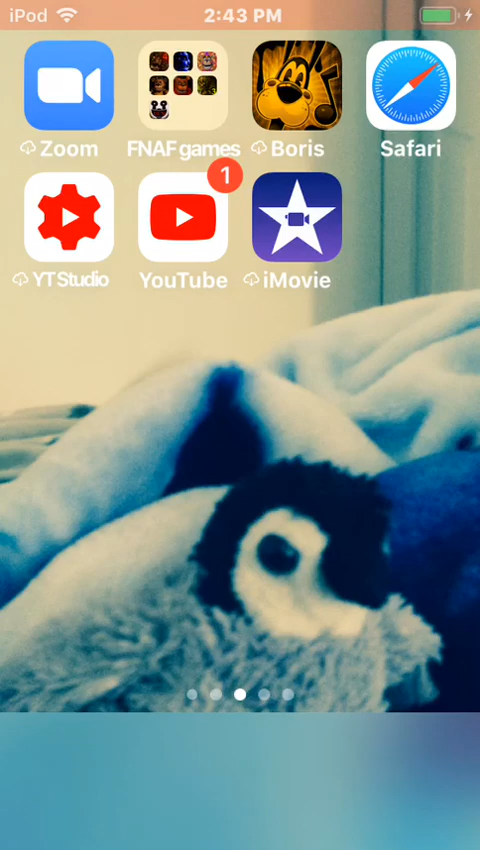 iPod 2:43 PM
Zoom FNAF games Boris Safari
1
YT Studio YouTube iMovie